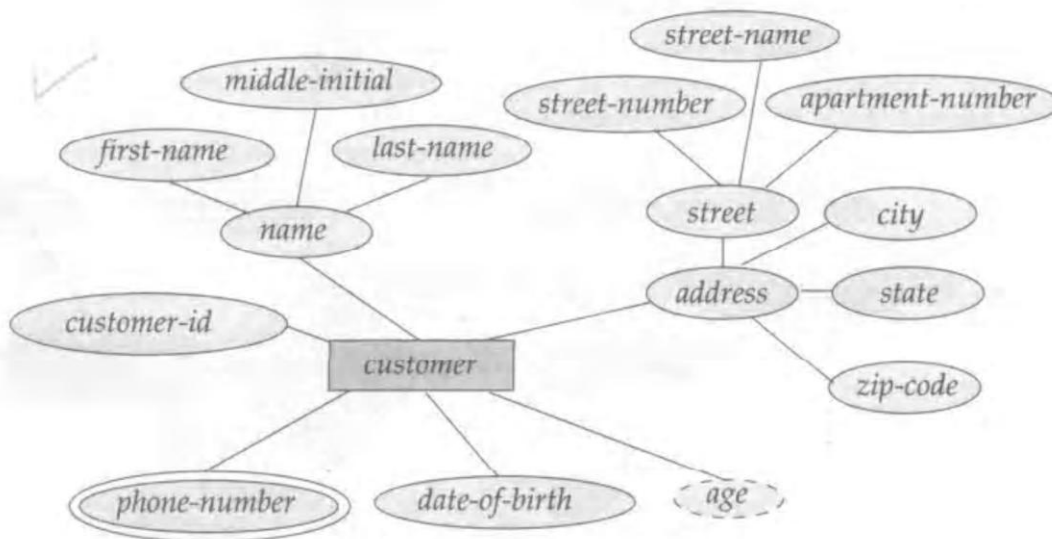 street-name
middle-initial
street-number
apartment-number
first-name
last-name
name
street
city
address
state
customer-id
customer
zip-code
phone-number
date-of-birth
age